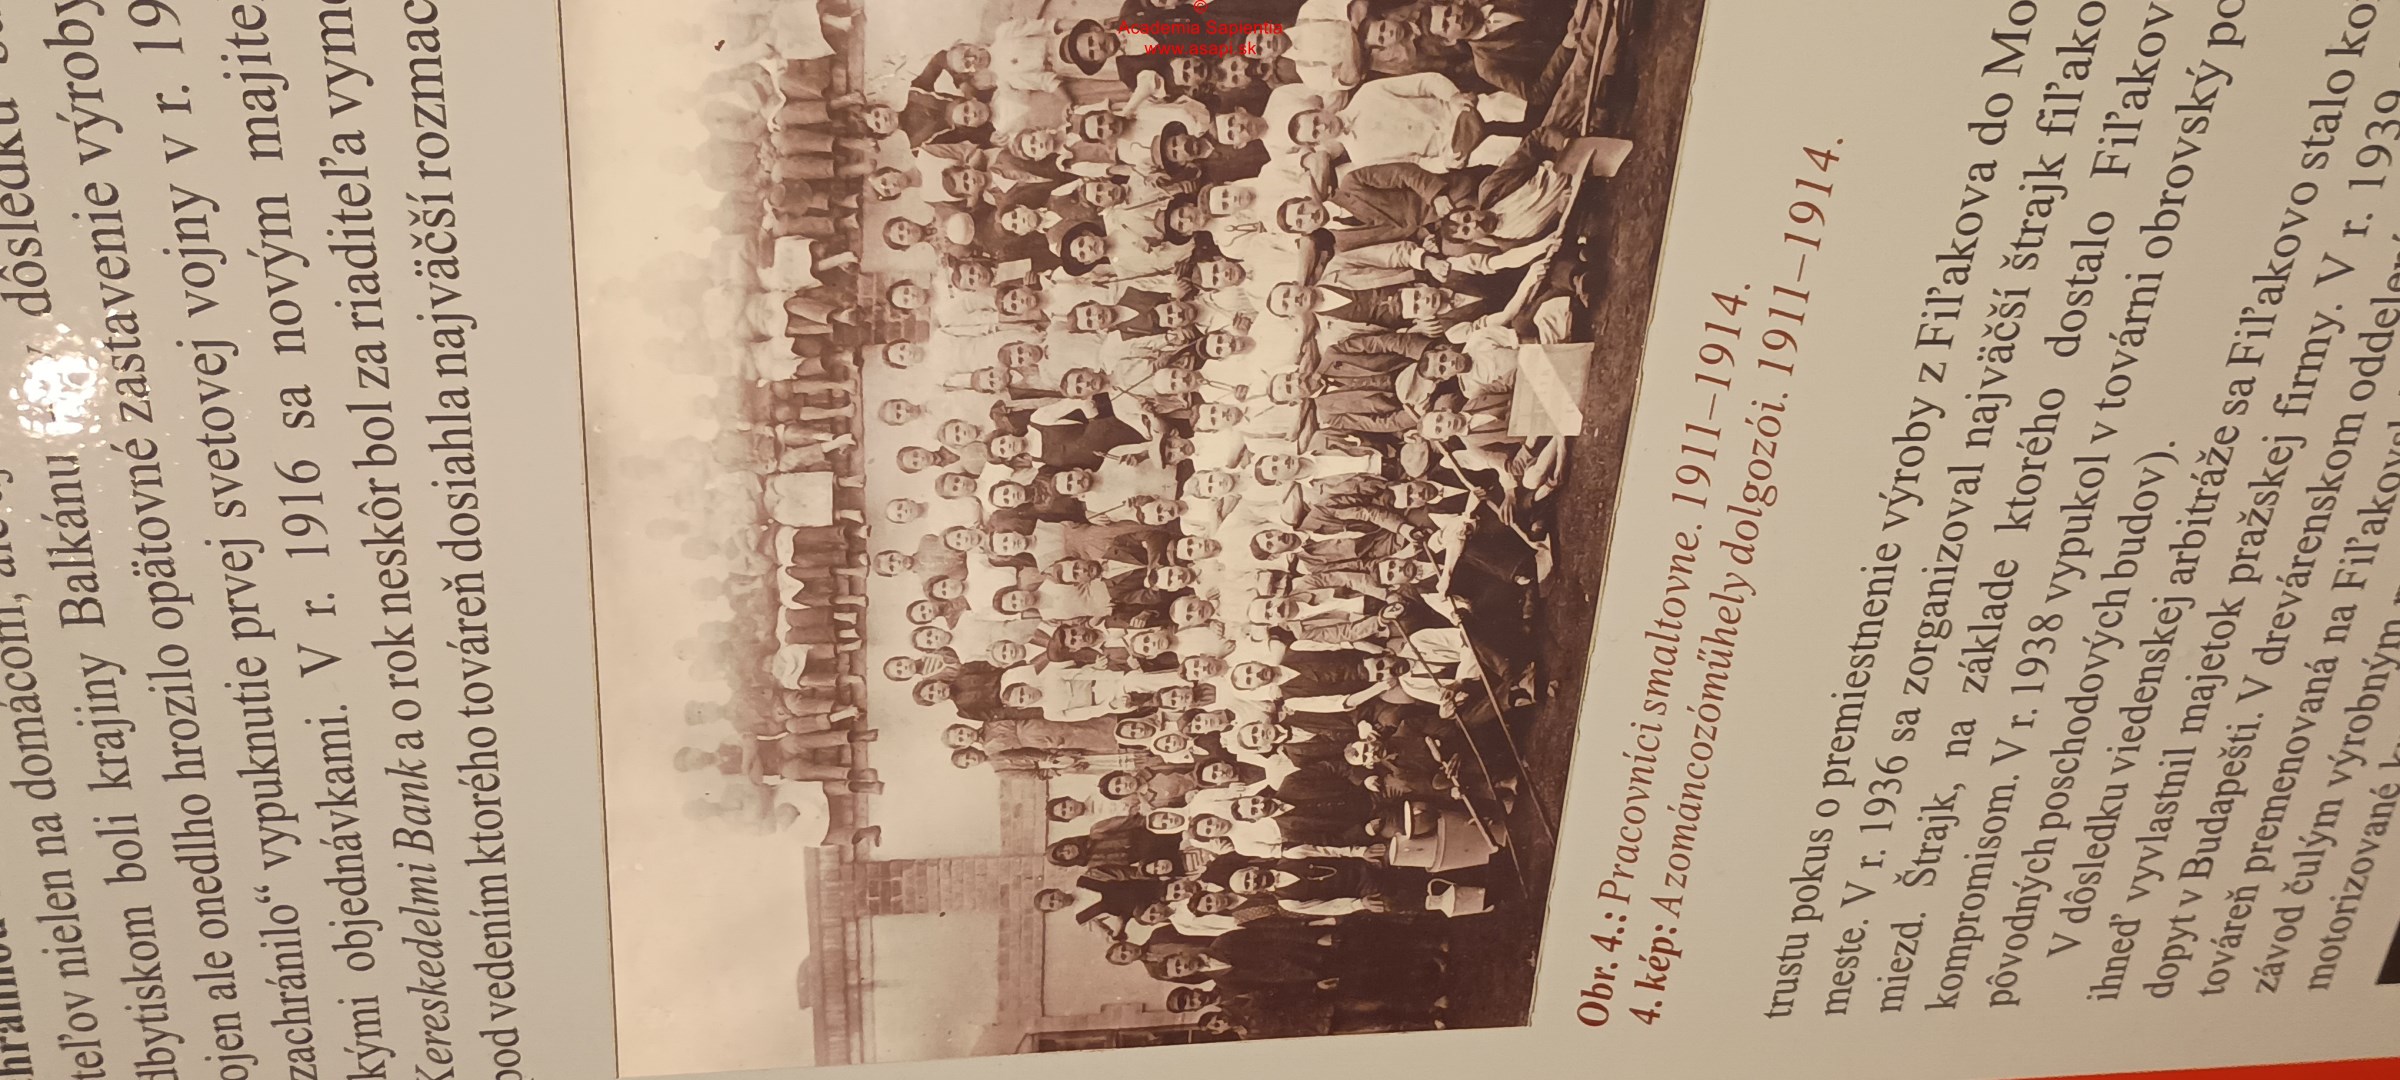 dôsledku
teľov nielen na domácom,
dbytiskom boli krajiny Balkánu
ojen ale onedlho hrozilo opätovné zastavenie výroby
zachránilo“ vypuknutie prvej svetovej vojny v r. 19
kými objednávkami. V r. 1916 sa novým majite
Kereskedelmi Bank a o rok neskôr bol za riaditeľa vyme
pod vedením ktorého továreň dosiahla najväčší rozmac
©
Academia Sapientia
www.asapi.sk
Obr. 4.: Pracovníci smaltovne. 1911–1914.
4. kép: A zománcozóműhely dolgozói. 1911–1914.
trustu pokus o premiestnenie výroby z Fiľakova do Mo
meste. V r. 1936 sa zorganizoval najväčší štrajk fiľako
miezd. Štrajk, na základe ktorého dostalo Fiľakov
kompromisom. V r. 1938 vypukol v továrni obrovský po
pôvodných poschodových budov).
V dôsledku viedenskej arbitráže sa Fiľakovo stalo ko
ihneď vyvlastnil majetok pražskej firmy. V r. 1939
dopyt v Budapešti. V drevárenskom oddelen
továreň premenovaná na Fiľakov
závod čulým výrobným
motorizované